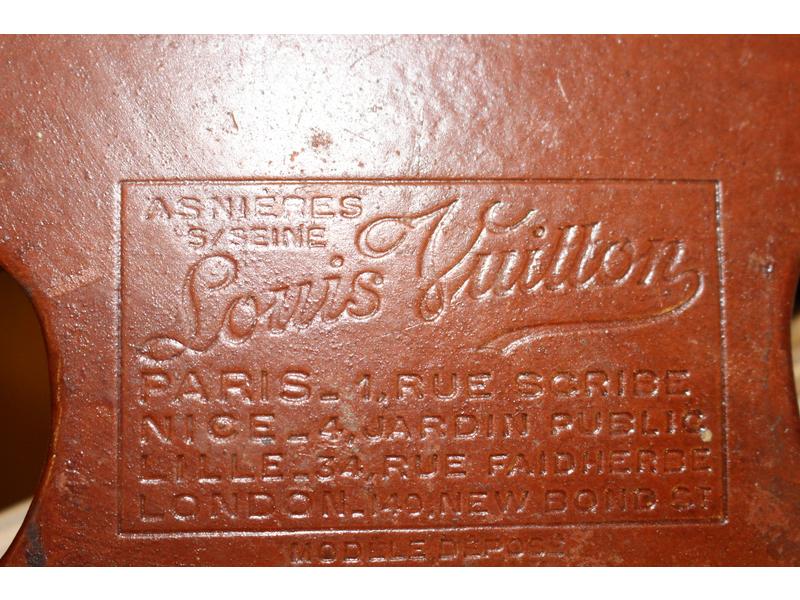 ASNIERES
S/SEINE
Louis Vuitton
PARIS_1, RUE SCRIBE
NICE_4, JARDIN PUBLIC
LILLE_34, RUE FAIDHERBE
LONDON_149, NEW BOND ST
MODELE DEPOSE